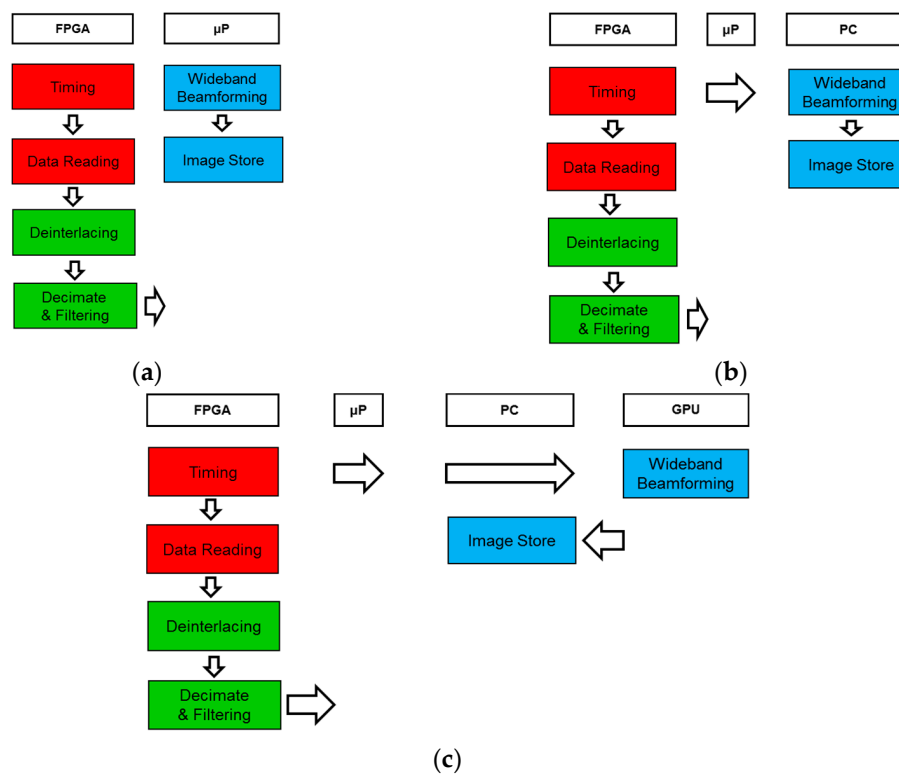 FPGA
μP
Timing
Wideband
Beamforming
Data Reading
Image Store
Deinterlacing
Decimate
& Filtering
(a)
FPGA
μP
PC
Timing
Wideband
Beamforming
Data Reading
Image Store
Deinterlacing
Decimate
& Filtering
(b)
FPGA
μP
PC
GPU
Timing
Wideband
Beamforming
Data Reading
Image Store
Deinterlacing
Decimate
& Filtering
(c)